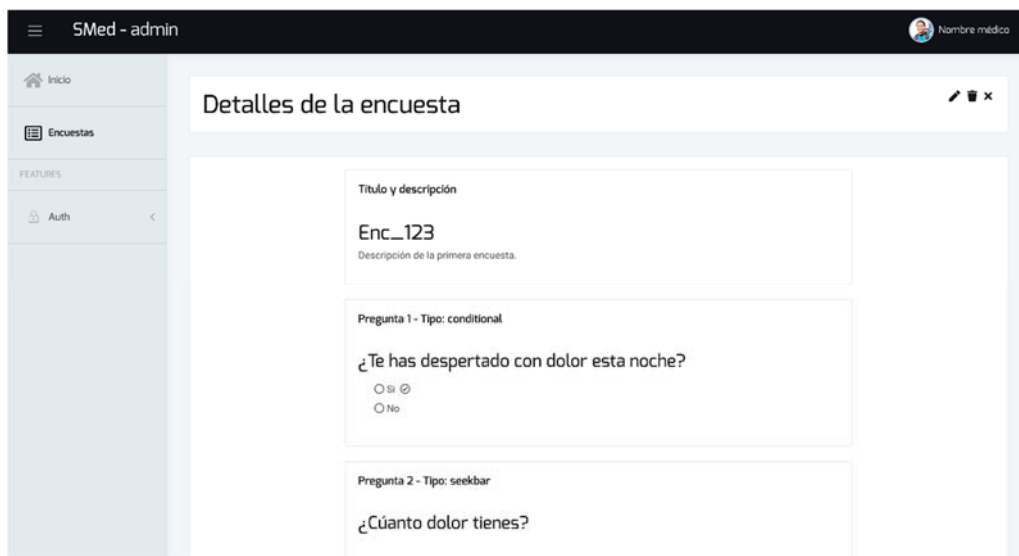 SMed - admin
Nombre médico
Inicio
Encuestas
FEATURES
Auth
Detalles de la encuesta
Título y descripción
Enc_123
Descripción de la primera encuesta.
Pregunta 1 - Tipo: conditional
¿Te has despertado con dolor esta noche?
Si
No
Pregunta 2 - Tipo: seekbar
¿Cúanto dolor tienes?